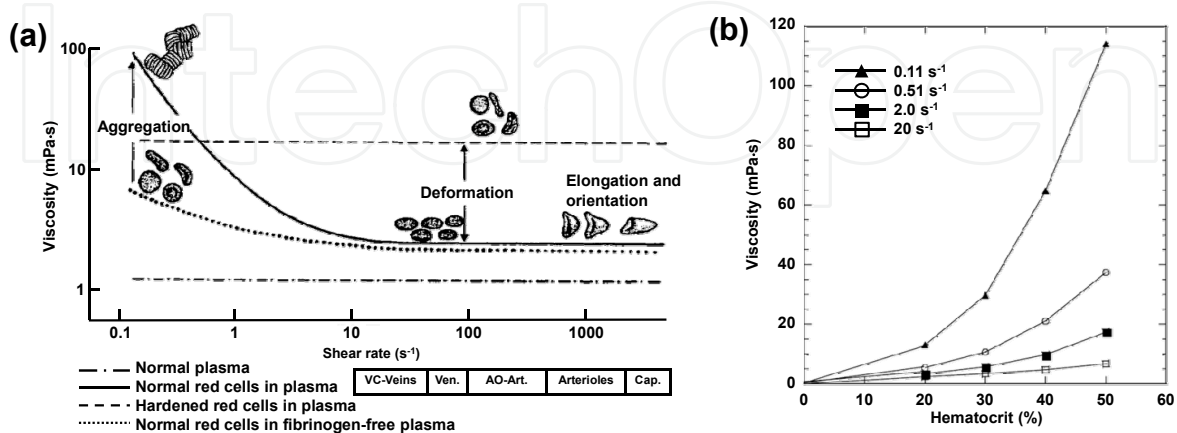 IntechOpen
(a)
100
10
1
Viscosity (mPa·s)
Aggregation
Deformation
Elongation and
orientation
0.1
1
10
100
1000
Shear rate (s⁻¹)
Normal plasma
Normal red cells in plasma
Hardened red cells in plasma
Normal red cells in fibrinogen-free plasma
VC-Veins Ven. AO-Art. Arterioles Cap.
(b)
120
100
80
60
40
20
0
Viscosity (mPa·s)
0.11 s⁻¹
0.51 s⁻¹
2.0 s⁻¹
20 s⁻¹
0 10 20 30 40 50 60
Hematocrit (%)